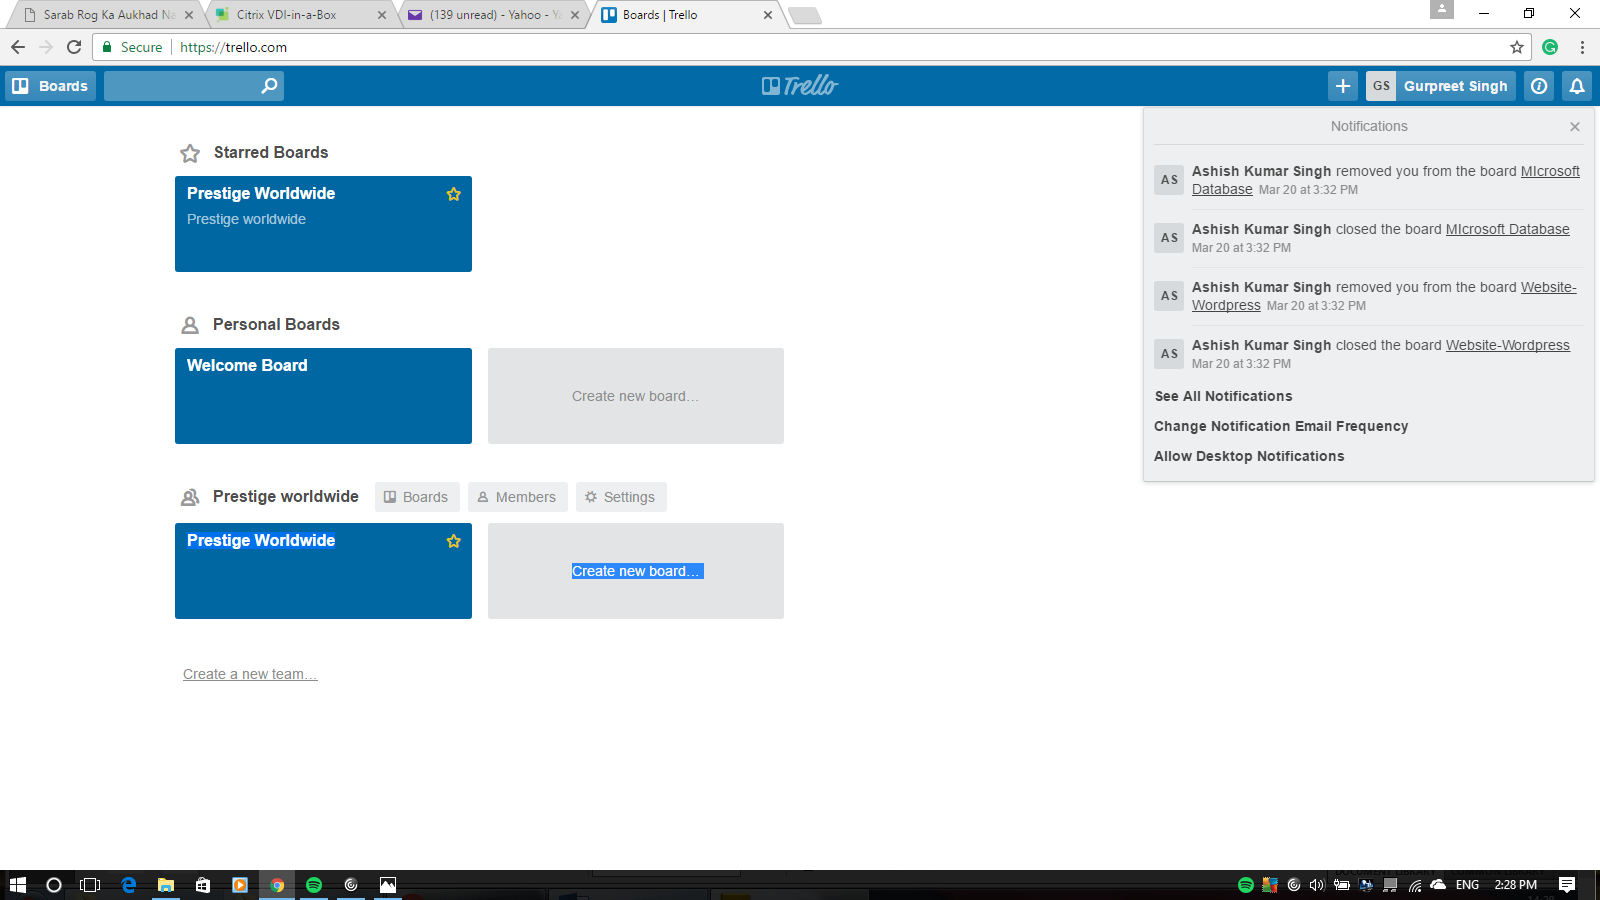 Sarab Rog Ka Aukhad Na
Citrix VDI-in-a-Box
(139 unread) - Yahoo - Ya
Boards | Trello
Secure
https://trello.com
Boards
Trello
GS Gurpreet Singh
Notifications
AS
Ashish Kumar Singh removed you from the board MIcrosoft
Database Mar 20 at 3:32 PM
AS
Ashish Kumar Singh closed the board MIcrosoft Database
Mar 20 at 3:32 PM
AS
Ashish Kumar Singh removed you from the board Website-
Wordpress Mar 20 at 3:32 PM
AS
Ashish Kumar Singh closed the board Website-Wordpress
Mar 20 at 3:32 PM
See All Notifications
Change Notification Email Frequency
Allow Desktop Notifications
Starred Boards
Prestige Worldwide
Prestige worldwide
Personal Boards
Welcome Board
Create new board…
Prestige worldwide
Boards
Members
Settings
Prestige Worldwide
Create new board…
Create a new team…
ENG
2:28 PM